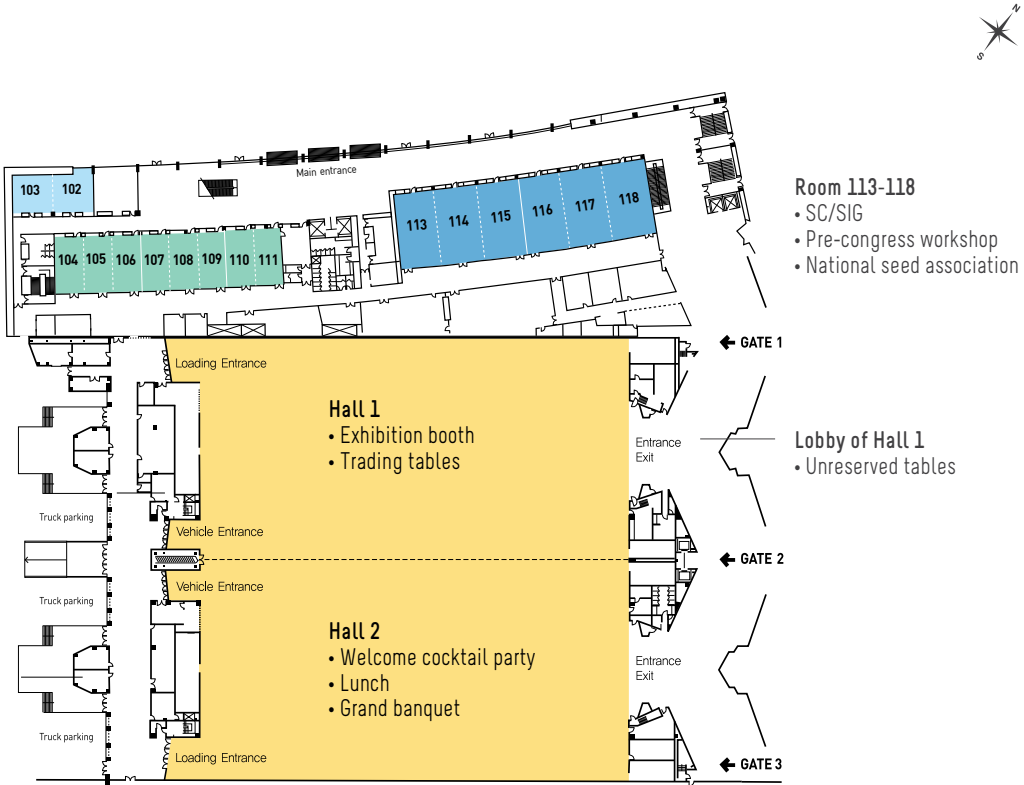 N
S
Main entrance
103 102
104 105 106 107 108 109 110 111
113 114 115 116 117 118
Room 113-118
• SC/SIG
• Pre-congress workshop
• National seed association
GATE 1
Loading Entrance
Hall 1
• Exhibition booth
• Trading tables
Entrance
Exit
Lobby of Hall 1
• Unreserved tables
Truck parking
Vehicle Entrance
GATE 2
Vehicle Entrance
Truck parking
Hall 2
• Welcome cocktail party
• Lunch
• Grand banquet
Entrance
Exit
Truck parking
Loading Entrance
GATE 3